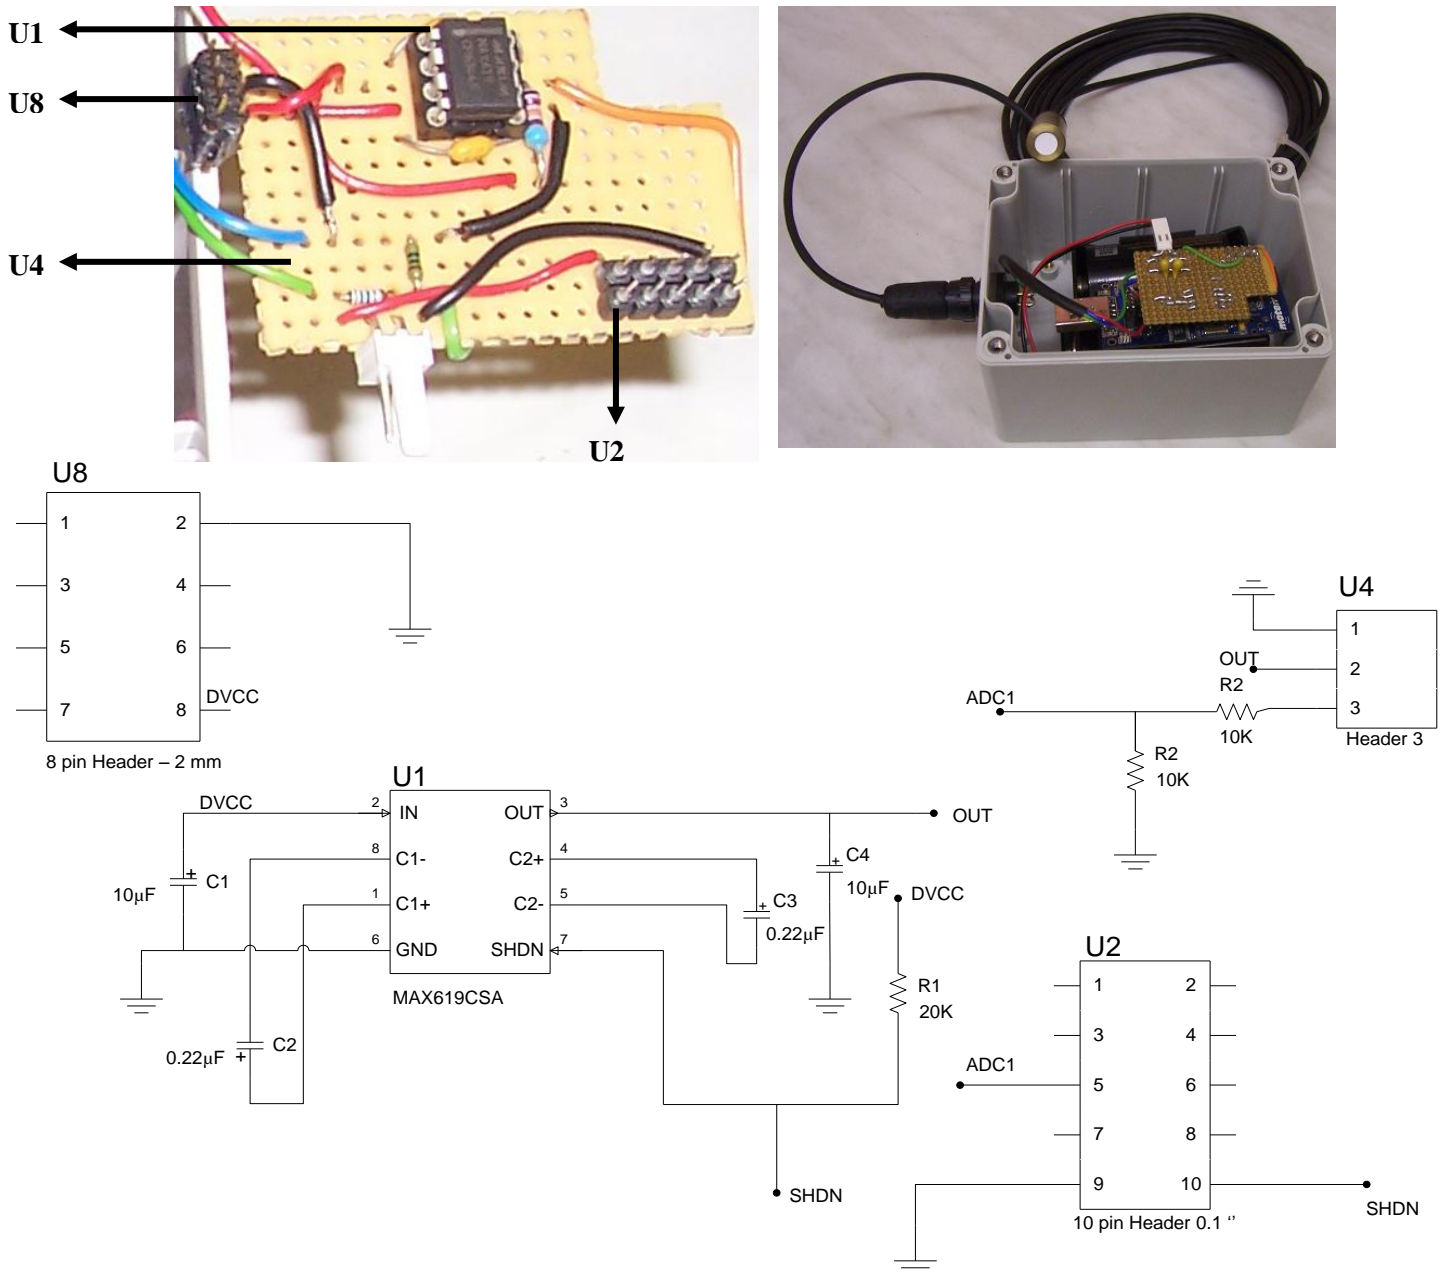 U1
U8
U4
U2
moteiv
U8
1 2
3 4
5 6
7 8 DVCC
8 pin Header – 2 mm
U4
1
OUT 2
R2
ADC1
3
10K
Header 3
R2
10K
U1
DVCC 2 IN OUT 3 OUT
8 C1- C2+ 4
C4
10µF
+ C1
10µF
1 C1+ C2- 5
+ C3
0.22µF
DVCC
6 GND SHDN 7
MAX619CSA
R1
20K
C2
0.22µF +
SHDN
U2
1 2
3 4
ADC1
5 6
7 8
9 10
SHDN
10 pin Header 0.1 ‘’